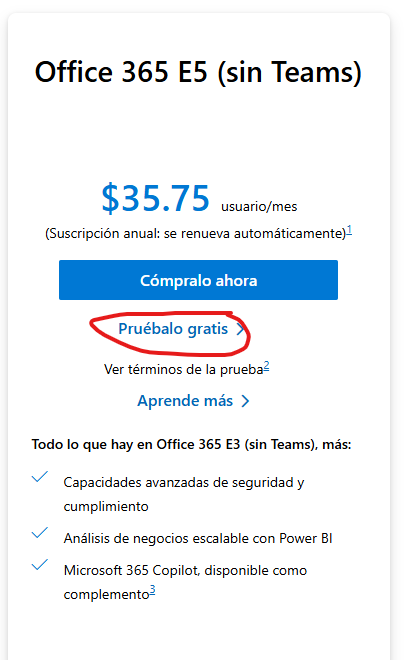 Office 365 E5 (sin Teams)
$35.75 usuario/mes
(Suscripción anual: se renueva automáticamente)1
Cómpralo ahora
Pruébalo gratis
Ver términos de la prueba2
Aprende más
Todo lo que hay en Office 365 E3 (sin Teams), más:
Capacidades avanzadas de seguridad y
cumplimiento
Análisis de negocios escalable con Power BI
Microsoft 365 Copilot, disponible como
complemento3